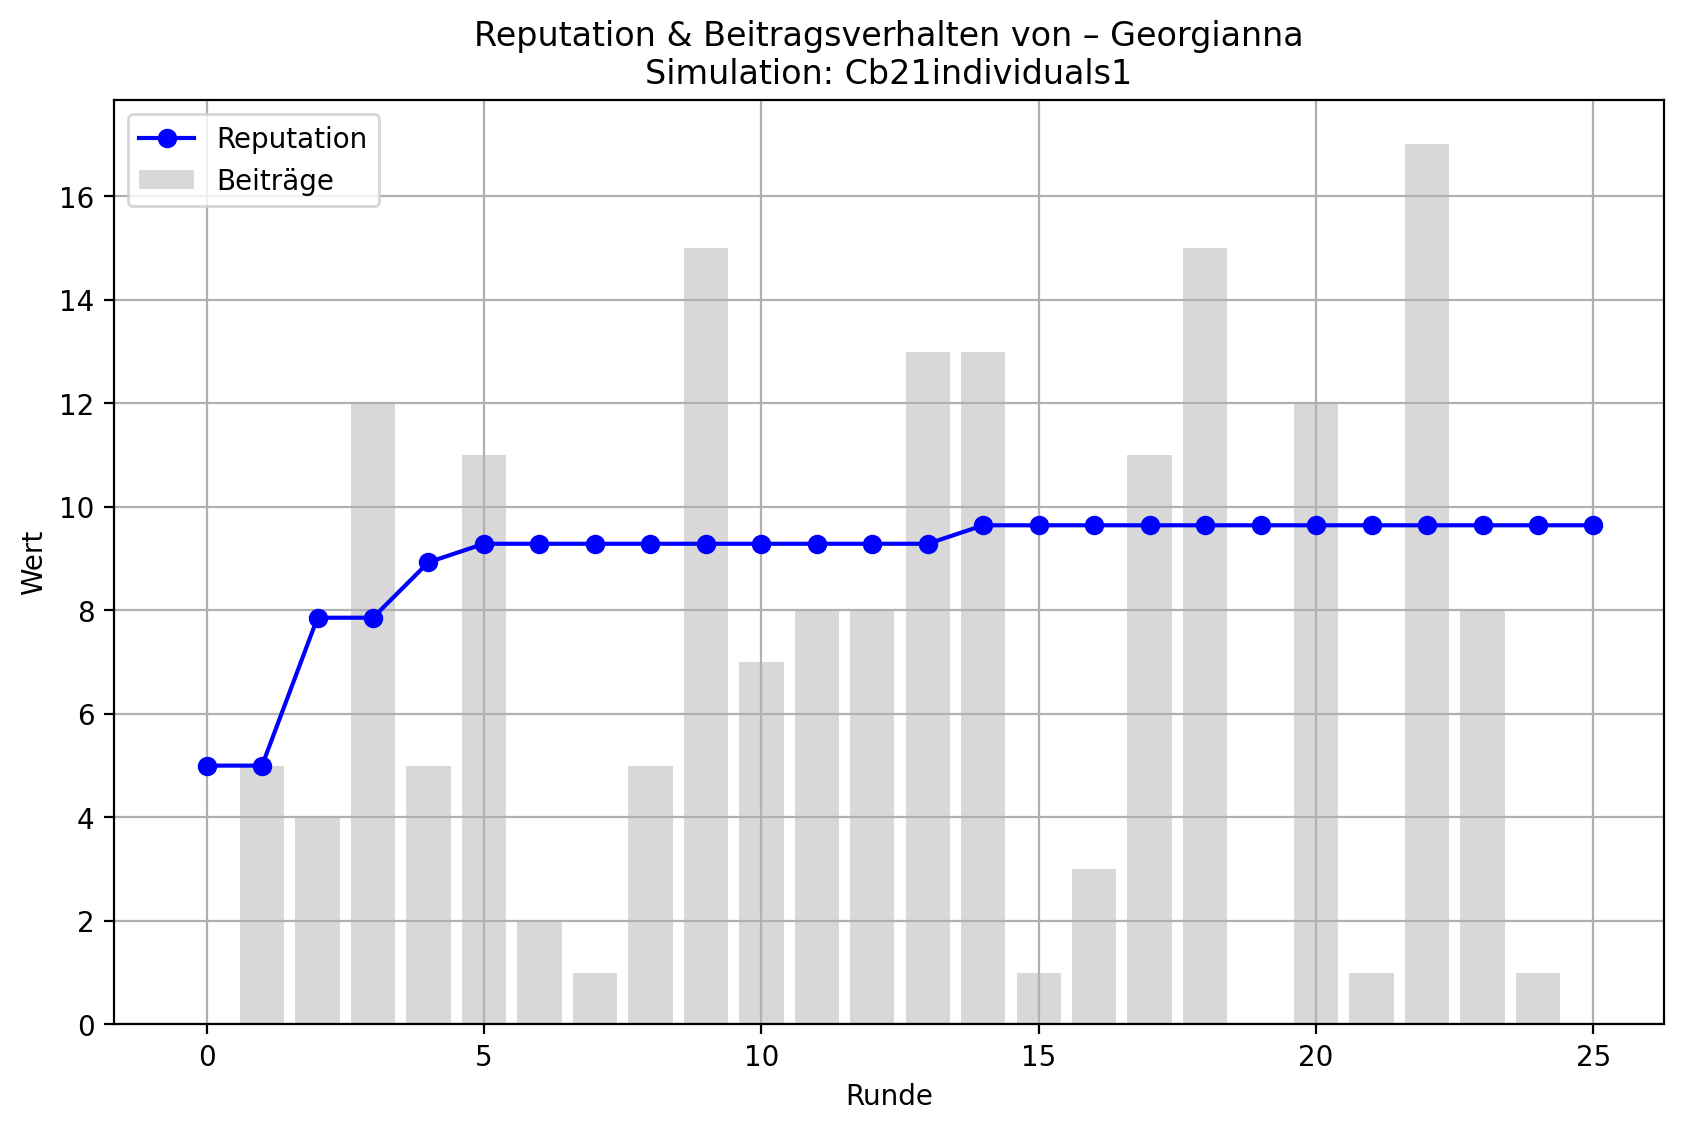 Reputation & Beitragsverhalten von – Georgianna
Simulation: Cb21individuals1
Reputation
Beiträge
16
14
12
10
8
6
4
2
0
Wert
0 5 10 15 20 25
Runde